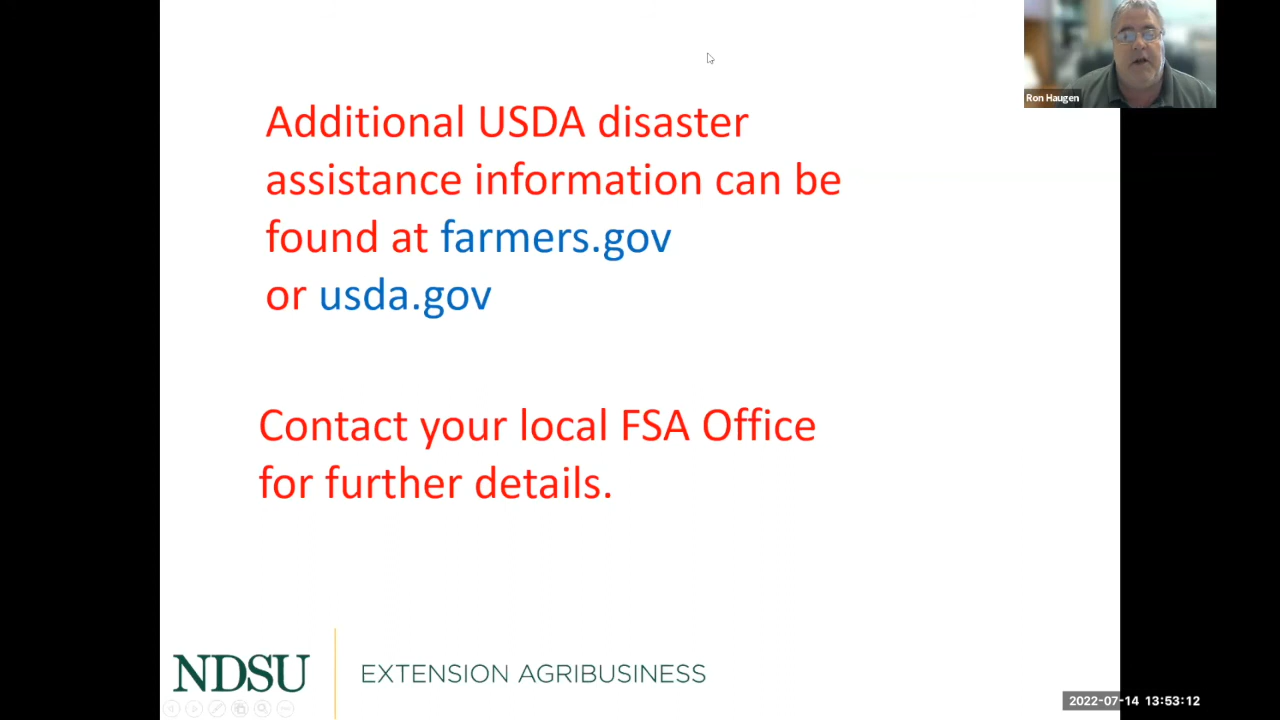 Ron Haugen
Additional USDA disaster
assistance information can be
found at farmers.gov
or usda.gov
Contact your local FSA Office
for further details.
NDSU
EXTENSION AGRIBUSINESS
2022-07-14 13:53:12